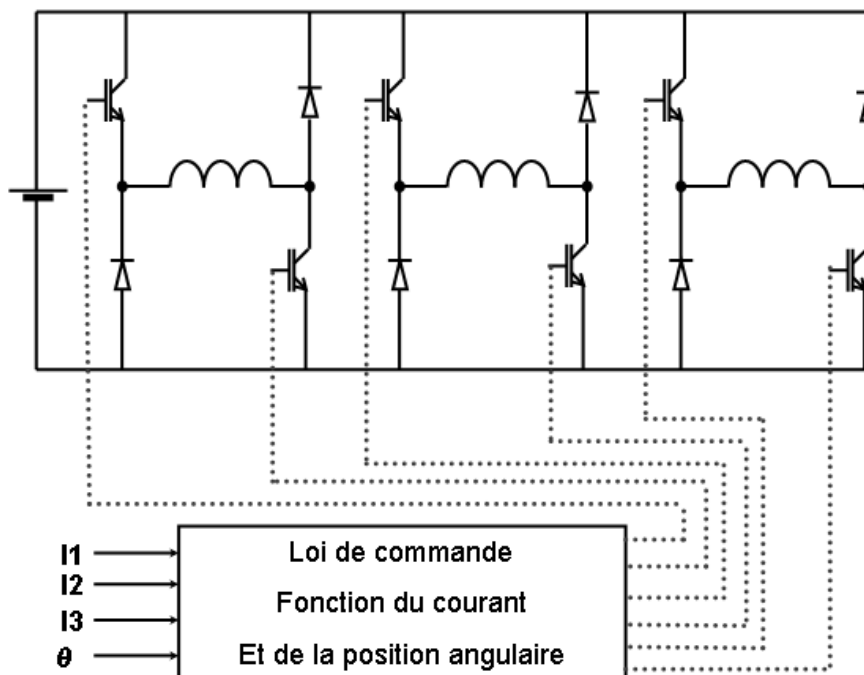 I1
I2
I3
θ
Loi de commande
Fonction du courant
Et de la position angulaire